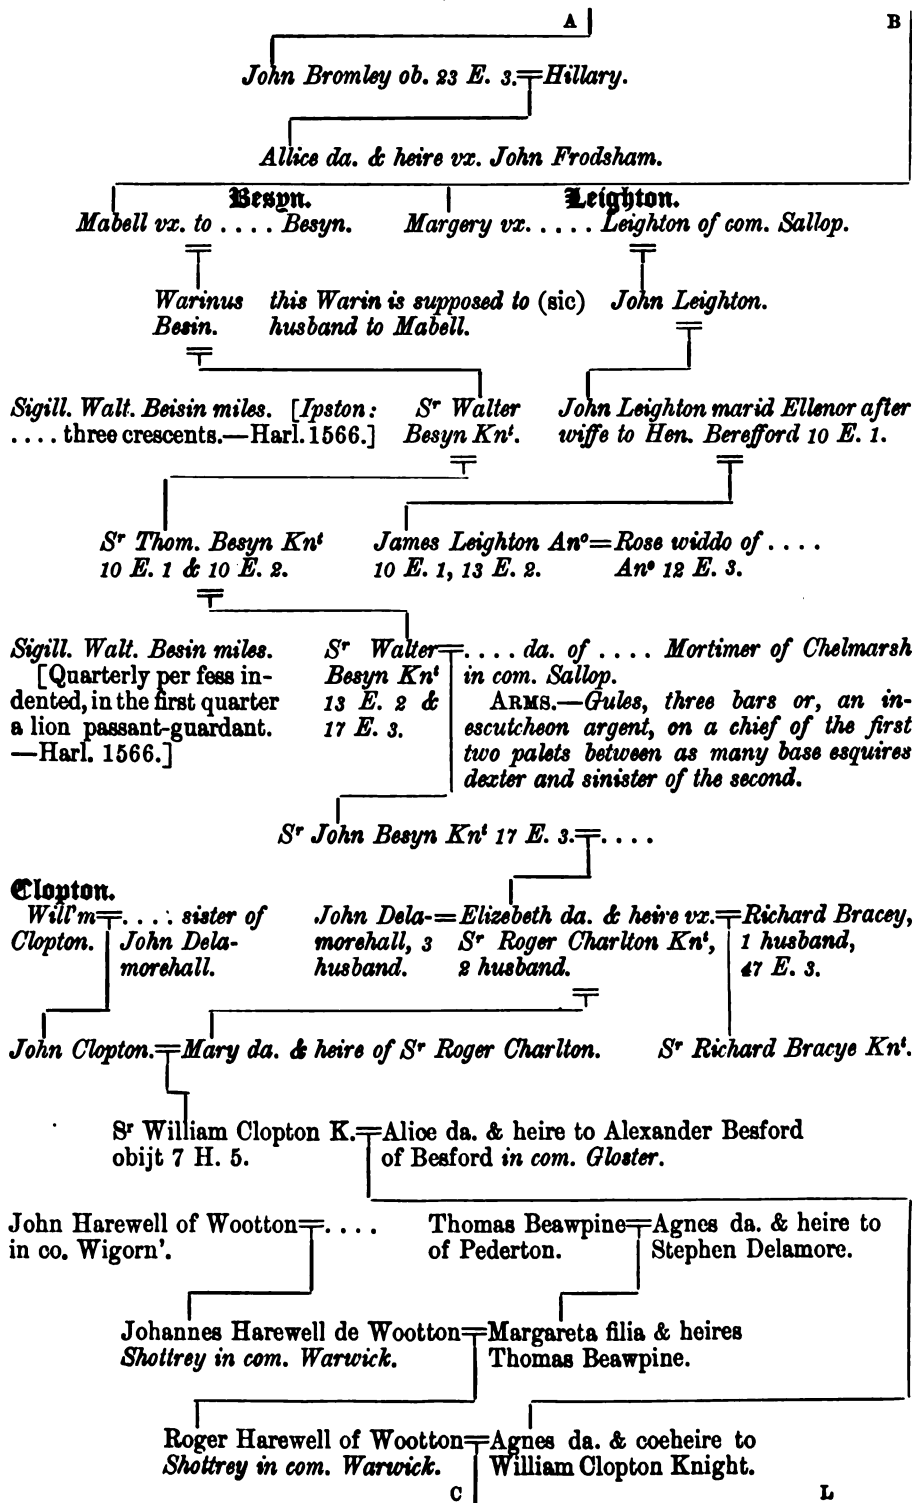 A B
John Bromley ob. 23 E. 3.=Hillary.
Allice da. & heire vx. John Frodsham.
Besyn. Leighton.
Mabell vx. to . . . . Besyn. Margery vx. . . . . . Leighton of com. Sallop.
Warinus this Warin is supposed to (sic) John Leighton.
Besin. husband to Mabell.
Sigill. Walt. Beisin miles. [Ipston: Sʳ Walter John Leighton marid Ellenor after
. . . . three crescents.—Harl. 1566.] Besyn Knᵗ. wiffe to Hen. Berefford 10 E. 1.
Sʳ Thom. Besyn Knᵗ James Leighton Anº=Rose widdo of . . . .
10 E. 1 & 10 E. 2. 10 E. 1, 13 E. 2. Anº 12 E. 3.
Sigill. Walt. Besin miles. Sʳ Walter=. . . . da. of . . . . Mortimer of Chelmarsh
[Quarterly per fess in- Besyn Knᵗ in com. Sallop.
dented, in the first quarter 13 E. 2 & ARMS.—Gules, three bars or, an in-
a lion passant-guardant. 17 E. 3. escutcheon argent, on a chief of the first
—Harl. 1566.] two palets between as many base esquires
dexter and sinister of the second.
Sʳ John Besyn Knᵗ 17 E. 3.=. . . .
Clopton.
Will'm=. . . . sister of John Dela-=Elizebeth da. & heire vx.=Richard Bracey,
Clopton. John Dela- morehall, 3 Sʳ Roger Charlton Knᵗ, 1 husband,
morehall. husband. 2 husband. 47 E. 3.
John Clopton.=Mary da. & heire of Sʳ Roger Charlton. Sʳ Richard Bracye Knᵗ.
Sʳ William Clopton K.=Alice da. & heire to Alexander Besford
obijt 7 H. 5. of Besford in com. Gloster.
John Harewell of Wootton=. . . . Thomas Beawpine=Agnes da. & heire to
in co. Wigorn'. of Pederton. Stephen Delamore.
Johannes Harewell de Wootton=Margareta filia & heires
Shottrey in com. Warwick. Thomas Beawpine.
Roger Harewell of Wootton=Agnes da. & coeheire to
Shottrey in com. Warwick. William Clopton Knight.
C L